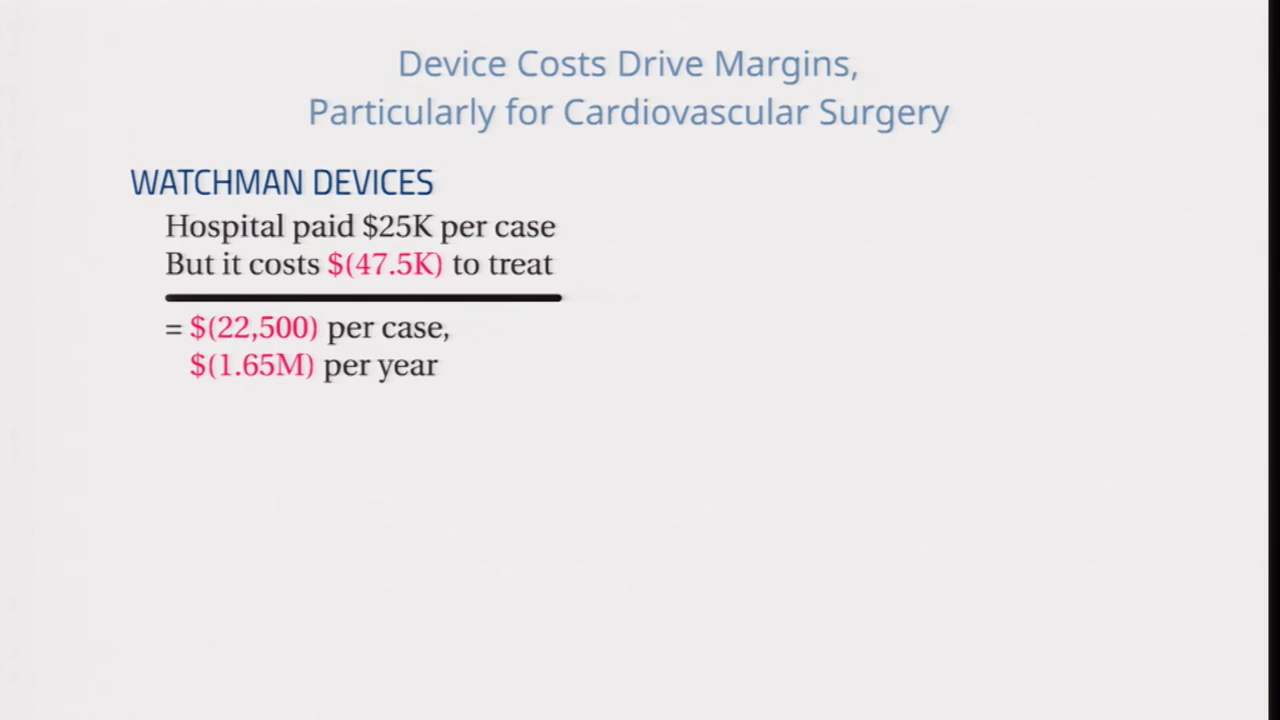 Device Costs Drive Margins,
Particularly for Cardiovascular Surgery
WATCHMAN DEVICES
Hospital paid $25K per case
But it costs $(47.5K) to treat
= $(22,500) per case,
$(1.65M) per year